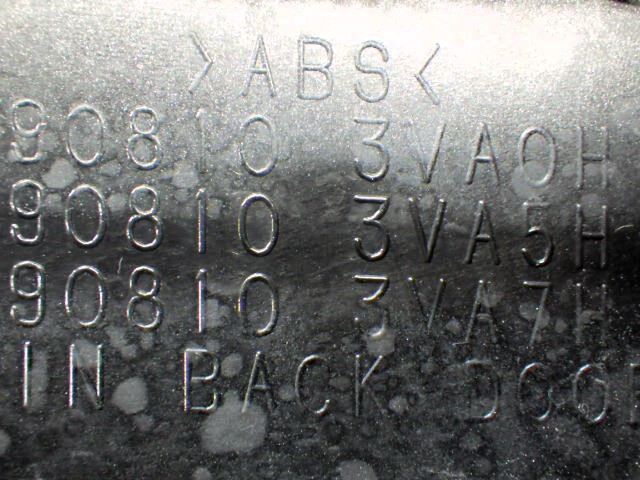 >ABS<
90810 3VA0H
90810 3VA5H
90810 3VA7H
IN BACK